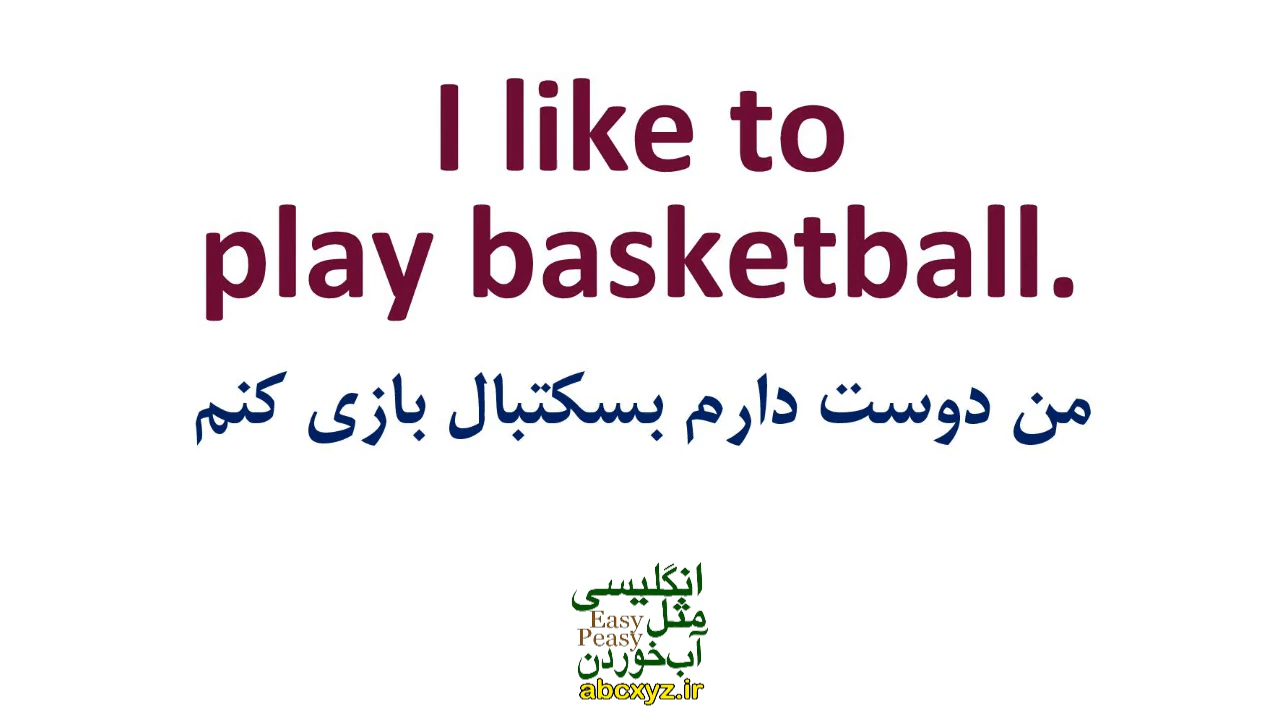 I like to
play basketball.
من دوست دارم بسکتبال بازی کنم
انگلیسی
مثل
Easy
Peasy
آب‌خوردن
abcxyz.ir